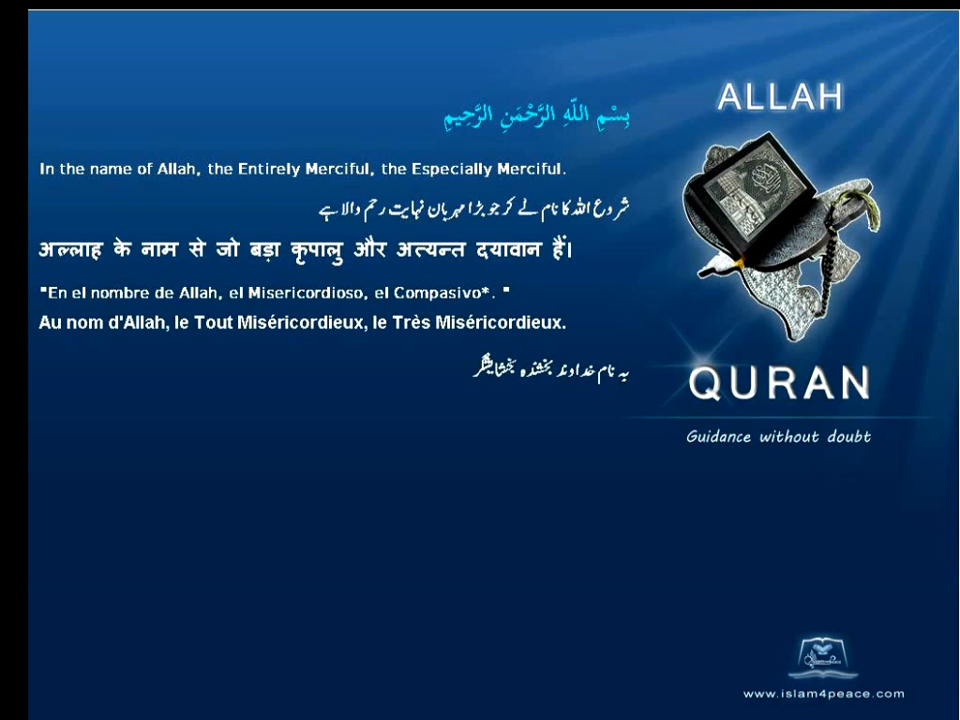 بِسْمِ اللّهِ الرَّحْمَنِ الرَّحِيمِ
In the name of Allah, the Entirely Merciful, the Especially Merciful.
شروع الله کا نام لے کر جو بڑا مہربان نہایت رحم والا ہے
अल्लाह के नाम से जो बड़ा कृपालु और अत्यन्त दयावान हैं।
"En el nombre de Allah, el Misericordioso, el Compasivo*. "
Au nom d'Allah, le Tout Miséricordieux, le Très Miséricordieux.
به نام خداوند بخشنده بخشایشگر
ALLAH
QURAN
Guidance without doubt
www.islam4peace.com